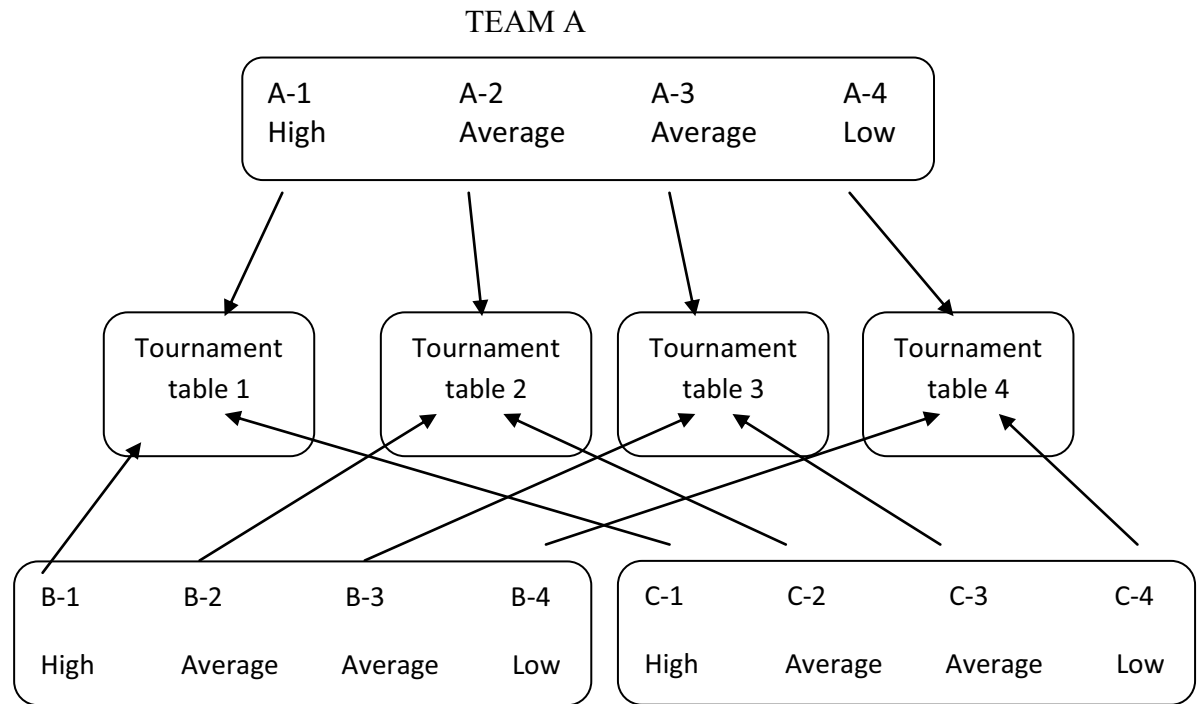 TEAM A
A-1 A-2 A-3 A-4
High Average Average Low
Tournament table 1
Tournament table 2
Tournament table 3
Tournament table 4
B-1 B-2 B-3 B-4
High Average Average Low
C-1 C-2 C-3 C-4
High Average Average Low